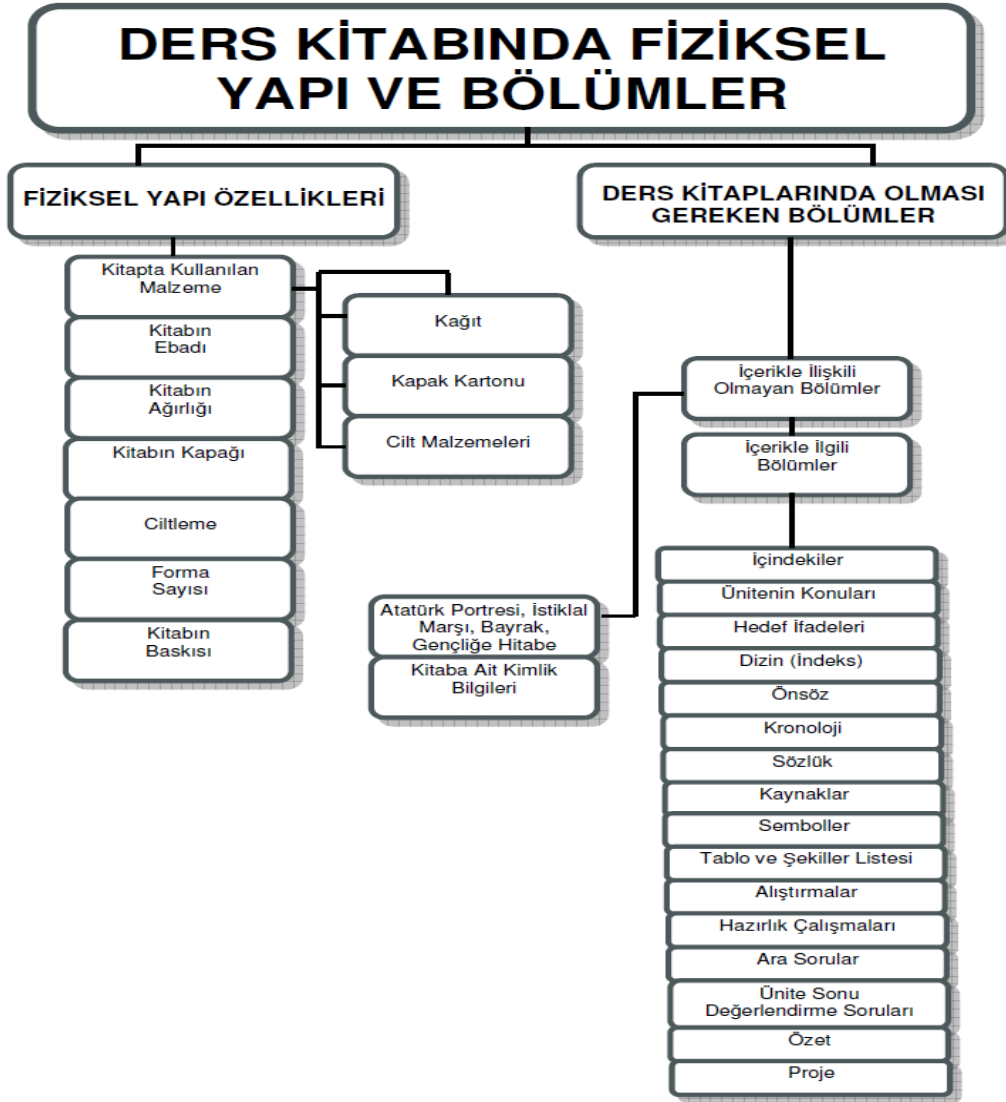 DERS KİTABINDA FİZİKSEL
YAPI VE BÖLÜMLER
FİZİKSEL YAPI ÖZELLİKLERİ
Kitapta Kullanılan
Malzeme
Kitabın
Ebadı
Kitabın
Ağırlığı
Kitabın Kapağı
Ciltleme
Forma
Sayısı
Kitabın
Baskısı
Kağıt
Kapak Kartonu
Cilt Malzemeleri
DERS KİTAPLARINDA OLMASI
GEREKEN BÖLÜMLER
İçerikle İlişkili
Olmayan Bölümler
İçerikle İlgili
Bölümler
Atatürk Portresi, İstiklal
Marşı, Bayrak,
Gençliğe Hitabe
Kitaba Ait Kimlik
Bilgileri
İçindekiler
Ünitenin Konuları
Hedef İfadeleri
Dizin (İndeks)
Önsöz
Kronoloji
Sözlük
Kaynaklar
Semboller
Tablo ve Şekiller Listesi
Alıştırmalar
Hazırlık Çalışmaları
Ara Sorular
Ünite Sonu
Değerlendirme Soruları
Özet
Proje